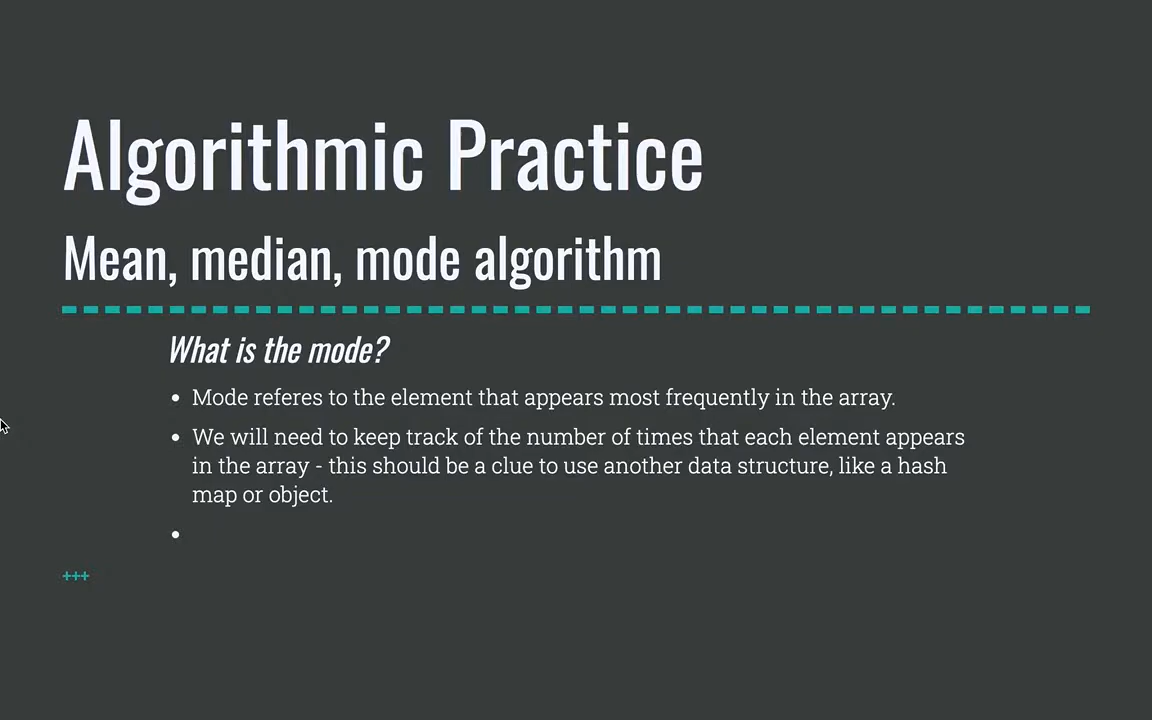 Algorithmic Practice
Mean, median, mode algorithm
What is the mode?
• Mode referes to the element that appears most frequently in the array.
• We will need to keep track of the number of times that each element appears
in the array - this should be a clue to use another data structure, like a hash
map or object.
•
+++